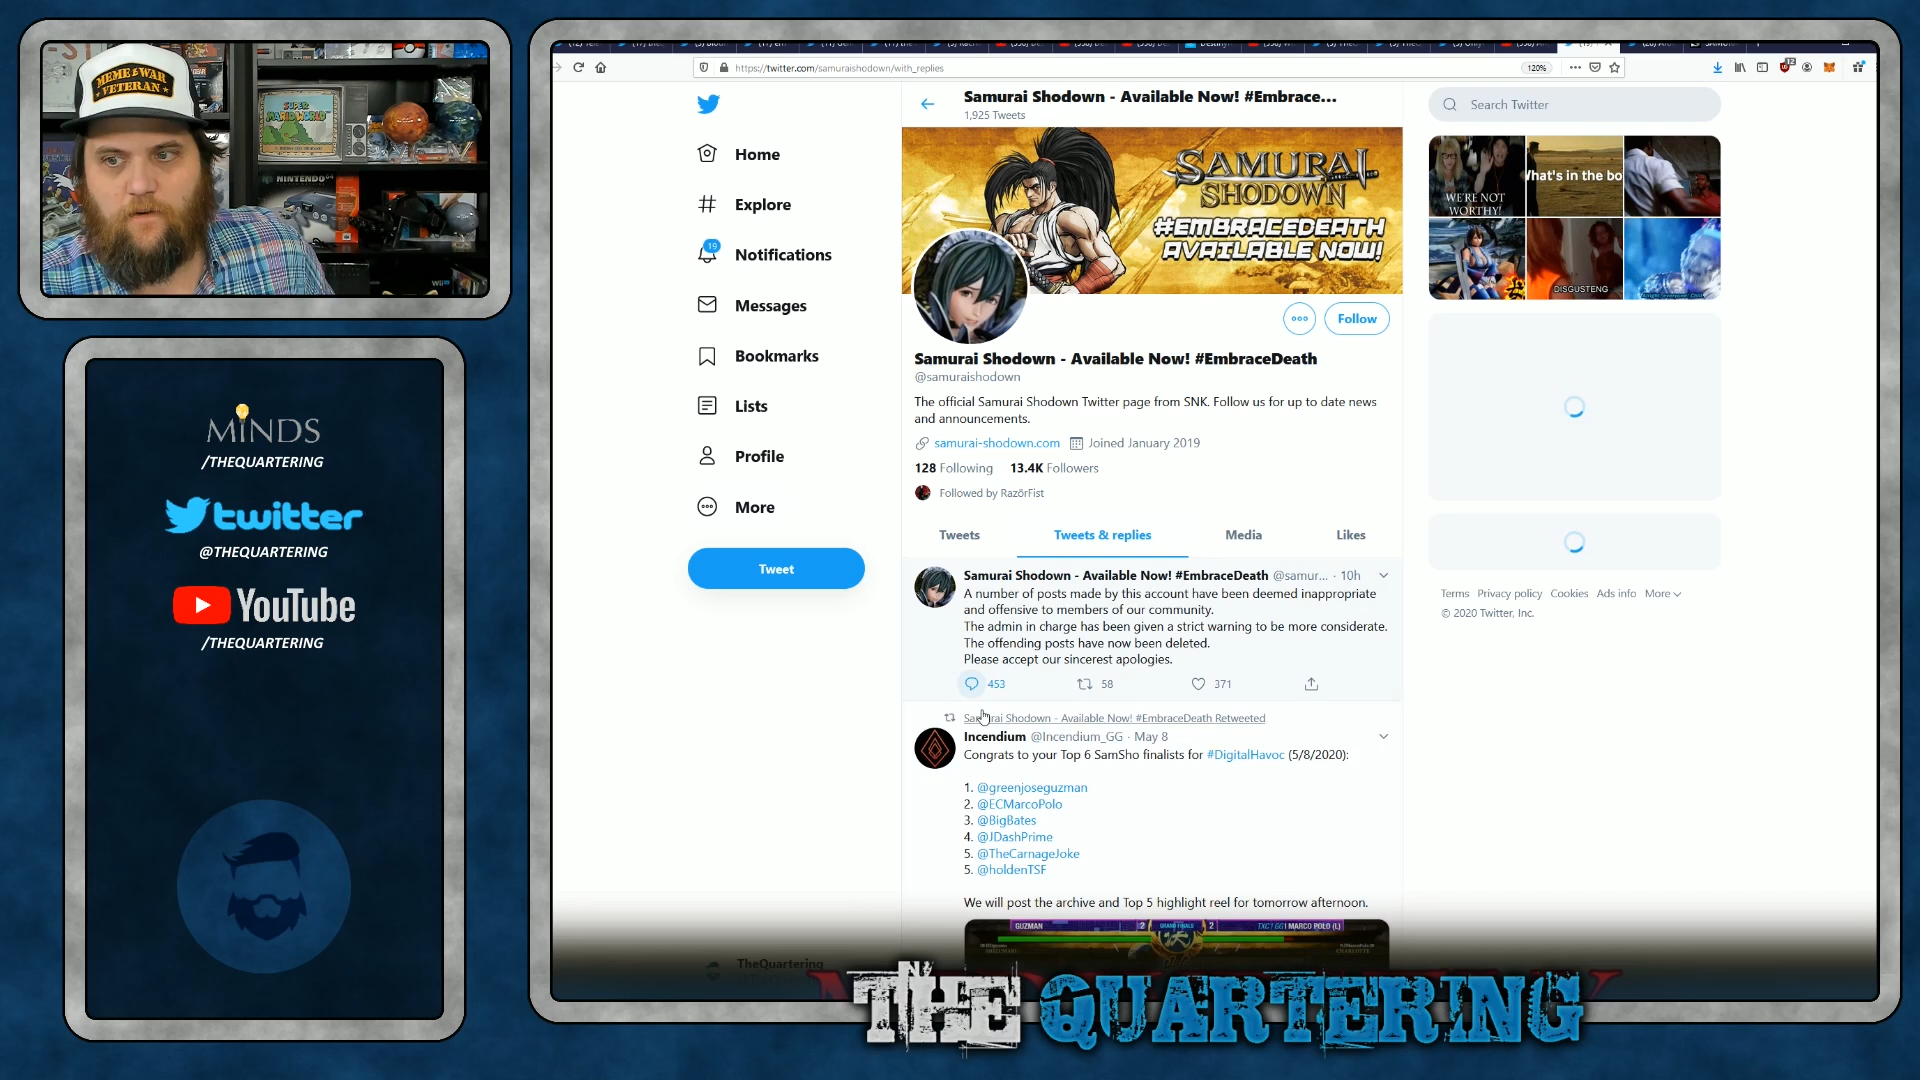 MEME WAR
VETERAN
SUPER
MARIO WORLD
NINTENDO
Wii
MINDS
/THEQUARTERING
twitter
@THEQUARTERING
YouTube
/THEQUARTERING
https://twitter.com/samuraishodown/with_replies
120%
Home
Explore
19
Notifications
Messages
Bookmarks
Lists
Profile
More
Tweet
TheQuartering
Samurai Shodown - Available Now! #Embrace...
1,925 Tweets
SAMURAI
SHODOWN
#EMBRACEDEATH
AVAILABLE NOW!
Follow
Samurai Shodown - Available Now! #EmbraceDeath
@samuraishodown
The official Samurai Shodown Twitter page from SNK. Follow us for up to date news
and announcements.
samurai-shodown.com Joined January 2019
128 Following 13.4K Followers
Followed by RazörFist
Tweets Tweets & replies Media Likes
Samurai Shodown - Available Now! #EmbraceDeath @samur... · 10h
A number of posts made by this account have been deemed inappropriate
and offensive to members of our community.
The admin in charge has been given a strict warning to be more considerate.
The offending posts have now been deleted.
Please accept our sincerest apologies.
453 58 371
Samurai Shodown - Available Now! #EmbraceDeath Retweeted
Incendium @Incendium_GG · May 8
Congrats to your Top 6 SamSho finalists for #DigitalHavoc (5/8/2020):
1. @greenjoseguzman
2. @ECMarcoPolo
3. @BigBates
4. @JDashPrime
5. @TheCarnageJoke
5. @holdenTSF
We will post the archive and Top 5 highlight reel for tomorrow afternoon.
GUZMAN 2 GRAND FINALS 2 MARCO POLO (L)
Search Twitter
WE'RE NOT
WORTHY!
What's in the bo
DISGUSTENG
Terms Privacy policy Cookies Ads info More
© 2020 Twitter, Inc.
THE QUARTERING